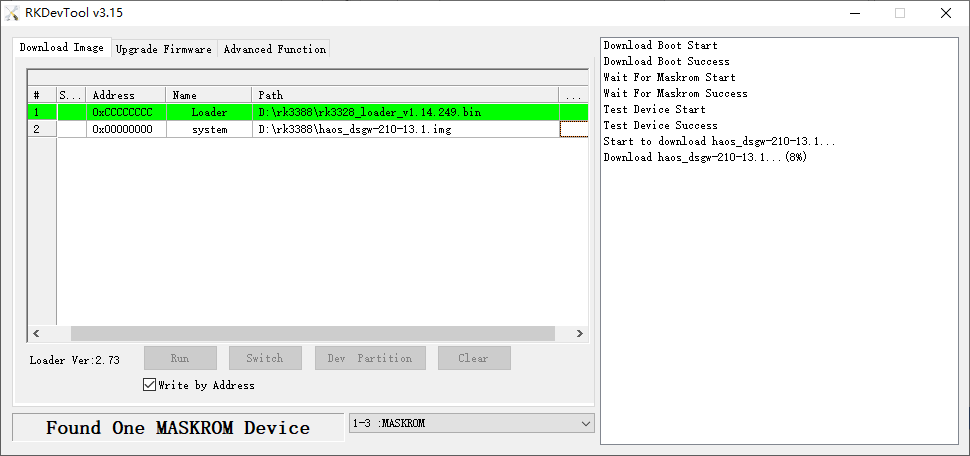 RKDevTool v3.15
Download Image Upgrade Firmware Advanced Function
# S... Address Name Path ...
1 0xCCCCCCCC Loader D:\rk3388\rk3328_loader_v1.14.249.bin
2 0x00000000 system D:\rk3388\haos_dsgw-210-13.1.img
Loader Ver:2.73 Run Switch Dev Partition Clear
Write by Address
Found One MASKROM Device
1-3 :MASKROM
Download Boot Start
Download Boot Success
Wait For Maskrom Start
Wait For Maskrom Success
Test Device Start
Test Device Success
Start to download haos_dsgw-210-13.1...
Download haos_dsgw-210-13.1...(8%)